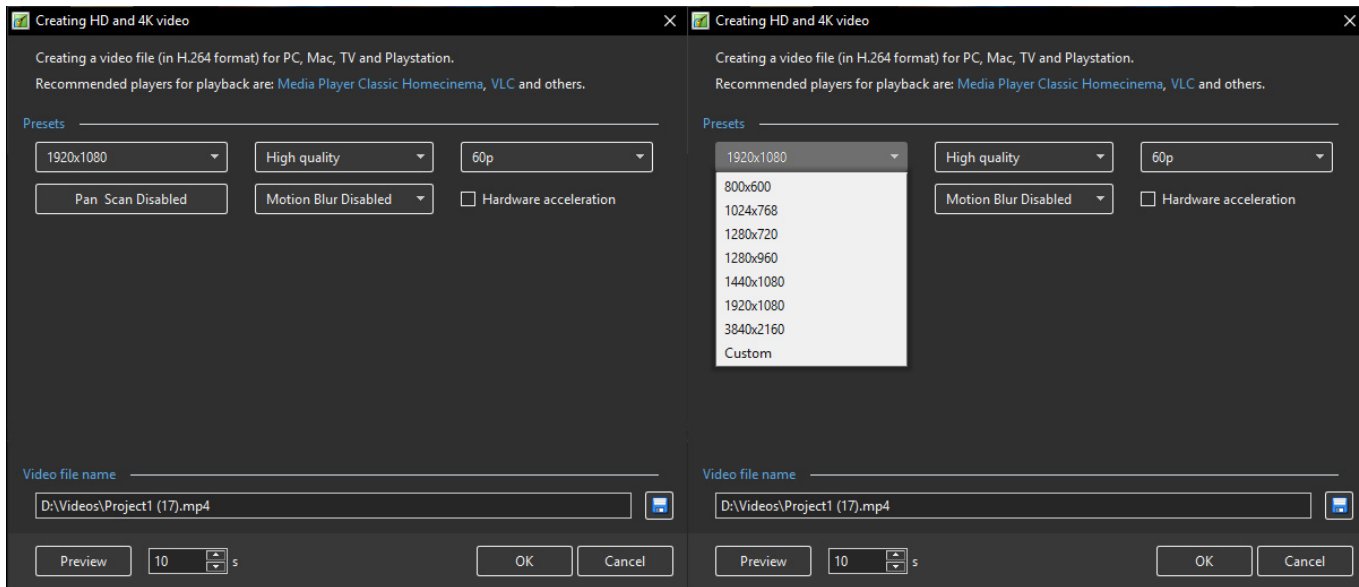 Creating HD and 4K video
Creating a video file (in H.264 format) for PC, Mac, TV and Playstation.
Recommended players for playback are: Media Player Classic Homecinema, VLC and others.
Presets
1920x1080 High quality 60p
Pan Scan Disabled Motion Blur Disabled Hardware acceleration
Video file name
D:\Videos\Project1 (17).mp4
Preview 10 s OK Cancel
Creating HD and 4K video
Creating a video file (in H.264 format) for PC, Mac, TV and Playstation.
Recommended players for playback are: Media Player Classic Homecinema, VLC and others.
Presets
1920x1080 High quality 60p
800x600
Motion Blur Disabled Hardware acceleration
1024x768
1280x720
1280x960
1440x1080
1920x1080
3840x2160
Custom
Video file name
D:\Videos\Project1 (17).mp4
Preview 10 s OK Cancel